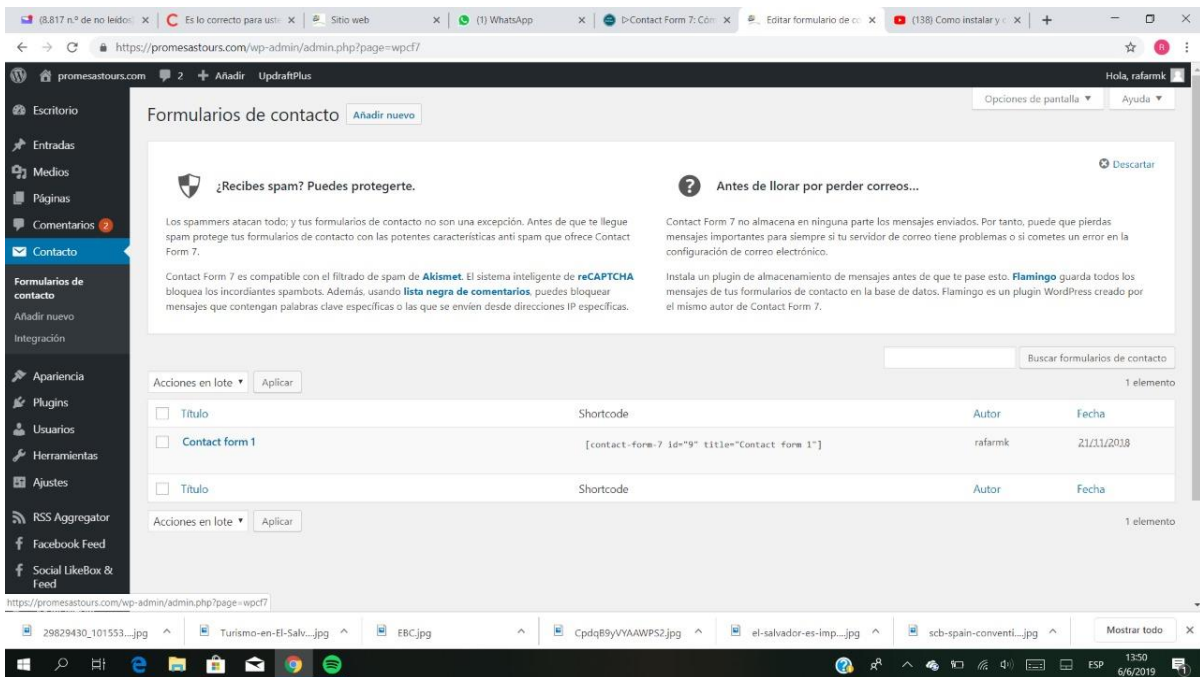 (8.817 n.º de no leídos)
Es lo correcto para uste
Sitio web
(1) WhatsApp
▷Contact Form 7: Cóm
Editar formulario de co
(138) Como instalar y c
https://promesastours.com/wp-admin/admin.php?page=wpcf7
promesastours.com 2 + Añadir UpdraftPlus
Hola, rafarmk
Escritorio
Entradas
Medios
Páginas
Comentarios 2
Contacto
Formularios de
contacto
Añadir nuevo
Integración
Apariencia
Plugins
Usuarios
Herramientas
Ajustes
RSS Aggregator
Facebook Feed
Social LikeBox &
Feed
Opciones de pantalla ▼
Ayuda ▼
Formularios de contacto Añadir nuevo
Descartar
¿Recibes spam? Puedes protegerte.
Los spammers atacan todo; y tus formularios de contacto no son una excepción. Antes de que te llegue
spam protege tus formularios de contacto con las potentes características anti spam que ofrece Contact
Form 7.
Contact Form 7 es compatible con el filtrado de spam de Akismet. El sistema inteligente de reCAPTCHA
bloquea los incordiantes spambots. Además, usando lista negra de comentarios, puedes bloquear
mensajes que contengan palabras clave específicas o las que se envíen desde direcciones IP específicas.
Antes de llorar por perder correos...
Contact Form 7 no almacena en ninguna parte los mensajes enviados. Por tanto, puede que pierdas
mensajes importantes para siempre si tu servidor de correo tiene problemas o si cometes un error en la
configuración de correo electrónico.
Instala un plugin de almacenamiento de mensajes antes de que te pase esto. Flamingo guarda todos los
mensajes de tus formularios de contacto en la base de datos. Flamingo es un plugin WordPress creado por
el mismo autor de Contact Form 7.
Buscar formularios de contacto
Acciones en lote ▼ Aplicar
1 elemento
Título Shortcode Autor Fecha
Contact form 1 [contact-form-7 id="9" title="Contact form 1"] rafarmk 21/11/2018
Título Shortcode Autor Fecha
Acciones en lote ▼ Aplicar
1 elemento
https://promesastours.com/wp-admin/admin.php?page=wpcf7
29829430_101553....jpg
Turismo-en-El-Salv....jpg
EBC.jpg
CpdqB9yVYAAWPS2.jpg
el-salvador-es-imp....jpg
scb-spain-conventi....jpg
Mostrar todo
ESP
13:50
6/6/2019